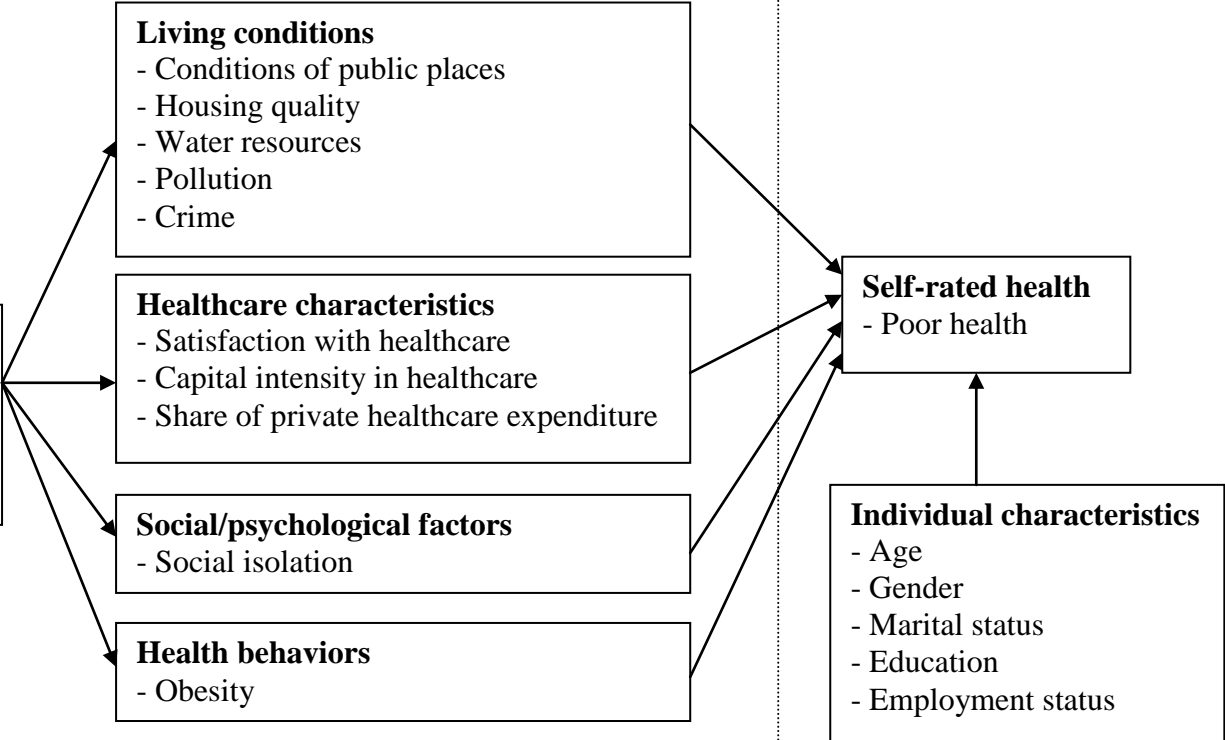 Living conditions
- Conditions of public places
- Housing quality
- Water resources
- Pollution
- Crime
Healthcare characteristics
- Satisfaction with healthcare
- Capital intensity in healthcare
- Share of private healthcare expenditure
Social/psychological factors
- Social isolation
Health behaviors
- Obesity
Self-rated health
- Poor health
Individual characteristics
- Age
- Gender
- Marital status
- Education
- Employment status